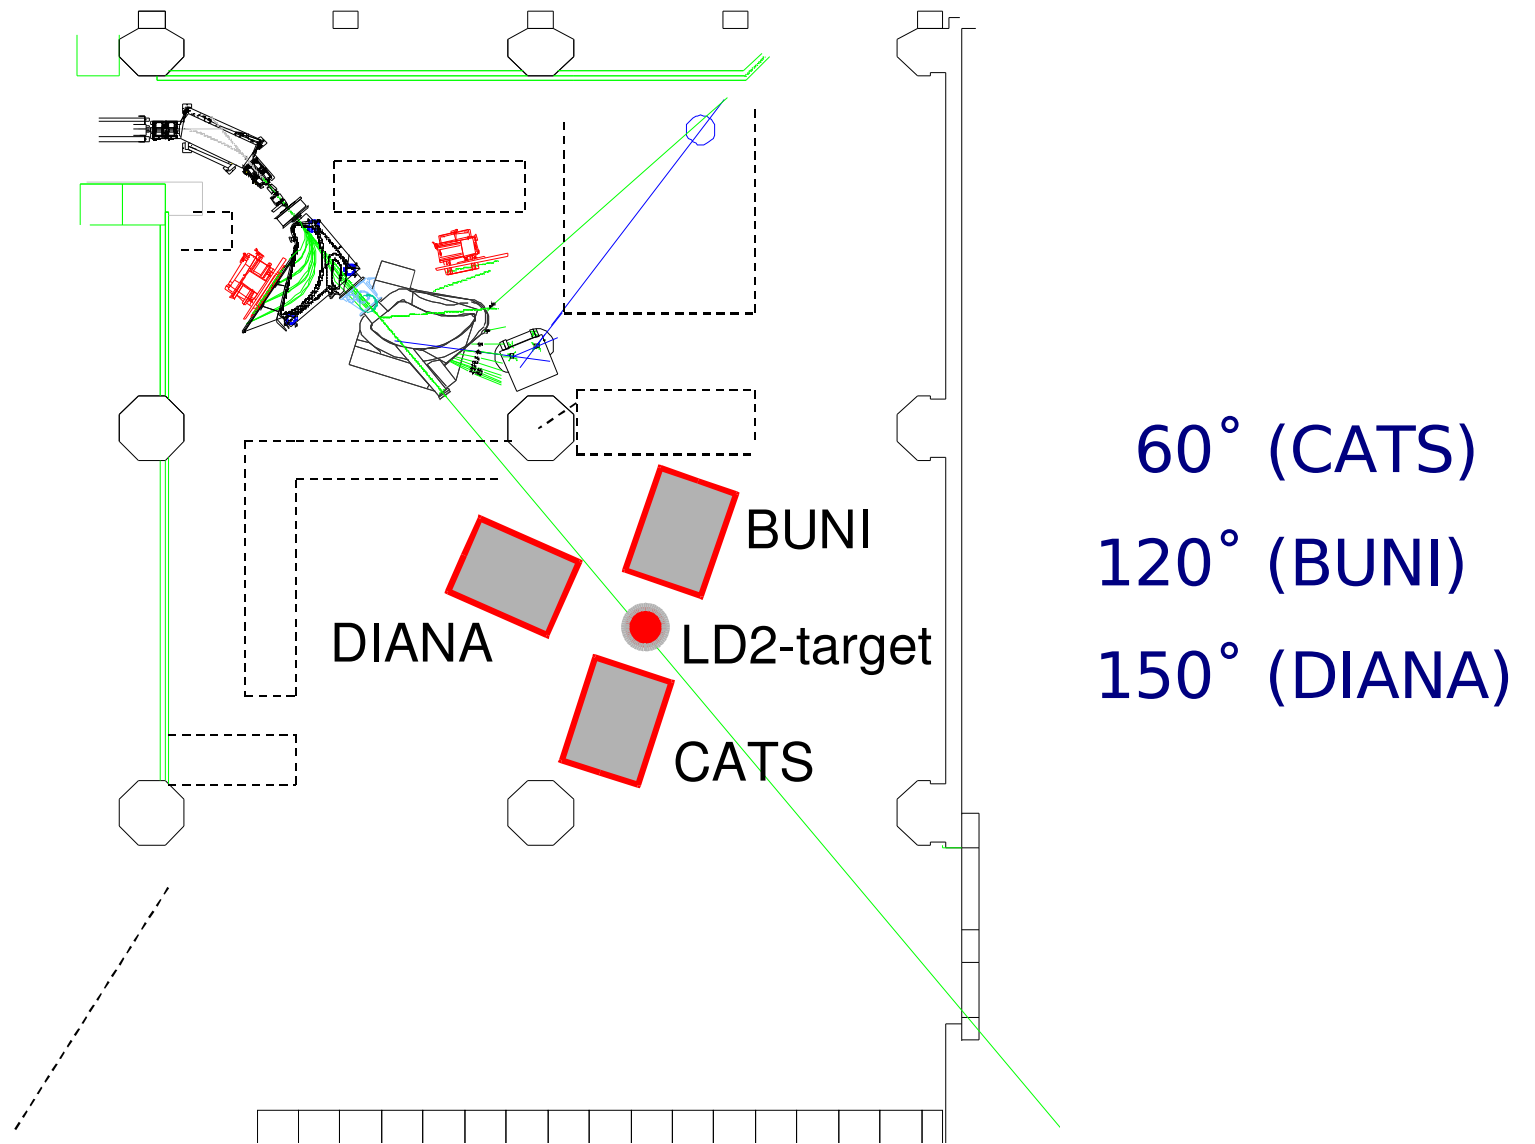 60° (CATS)
BUNI
120° (BUNI)
DIANA
LD2-target
150° (DIANA)
CATS